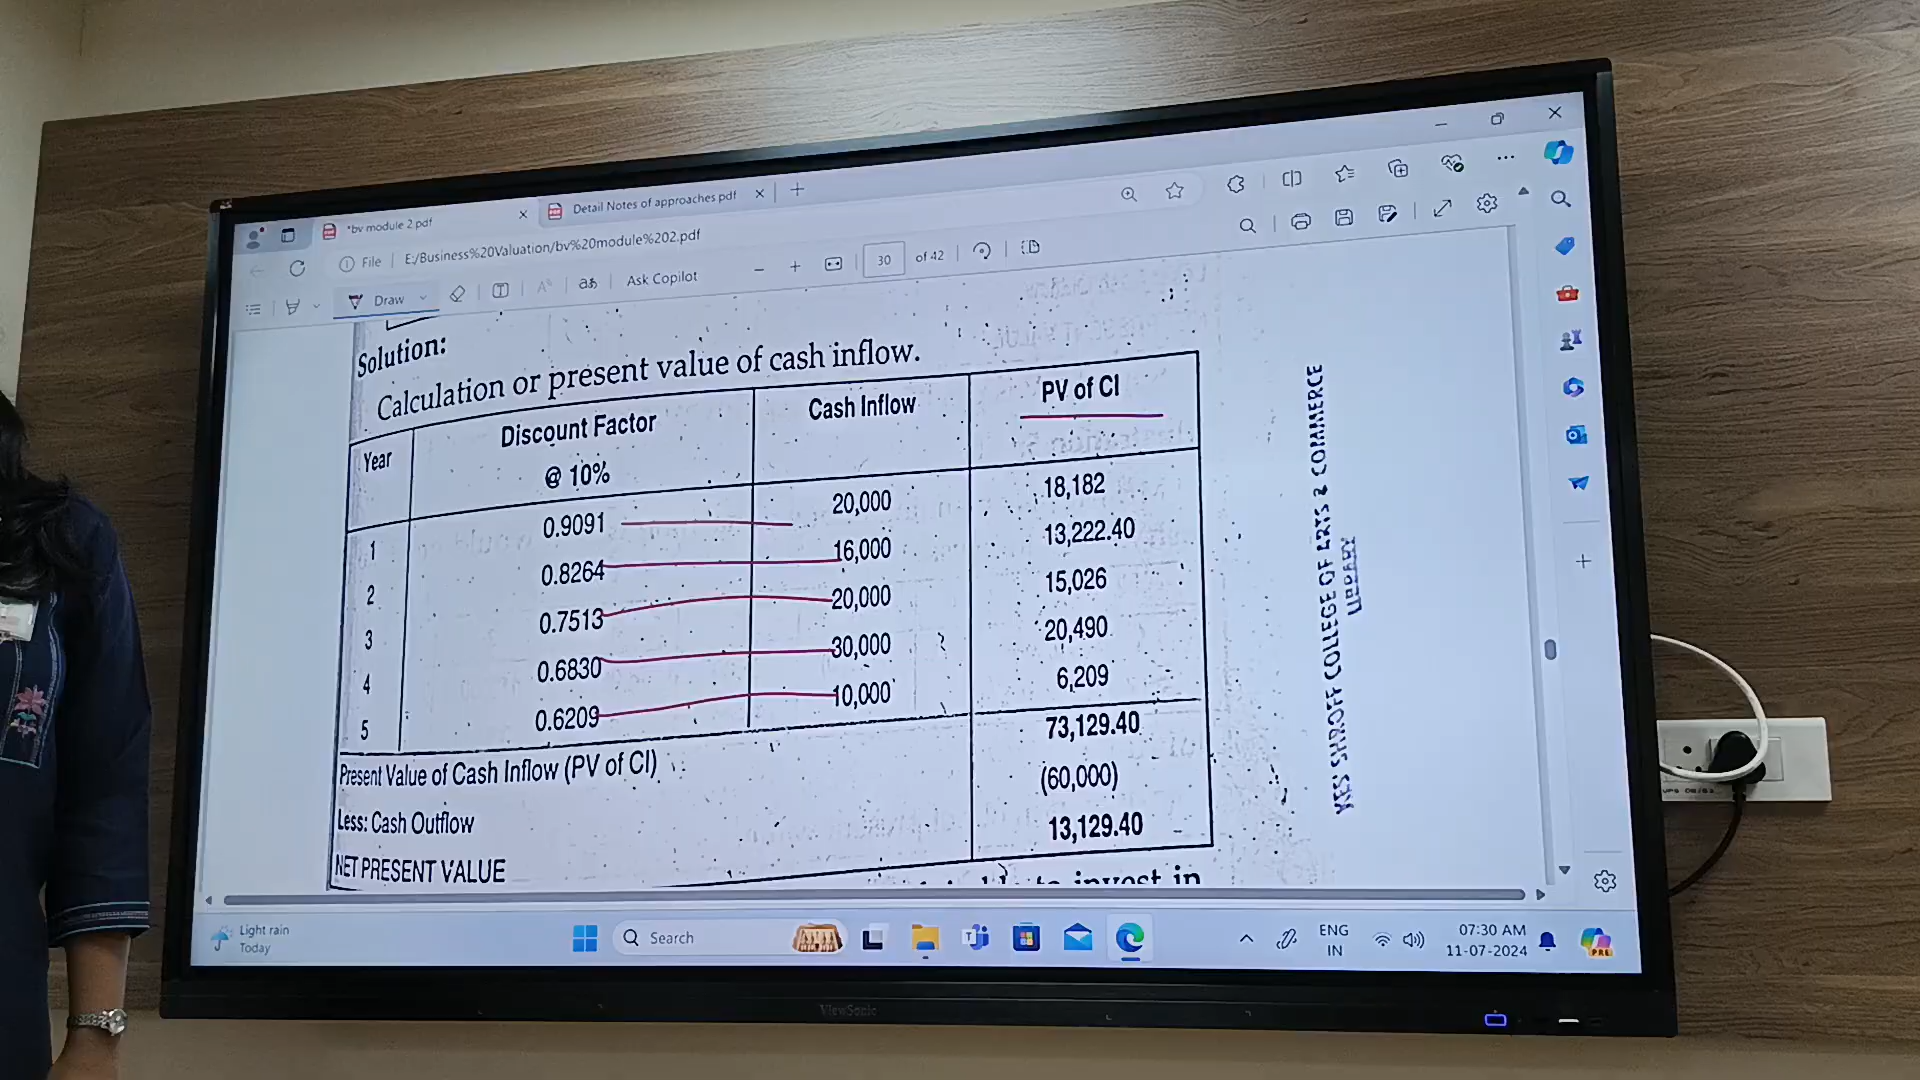 *bv module 2.pdf
Detail Notes of approaches.pdf
File
E:/Business%20Valuation/bv%20module%202.pdf
Draw
aあ
Ask Copilot
30 of 42
Solution:
Calculation or present value of cash inflow.
Year Discount Factor @ 10% Cash Inflow PV of CI
1 0.9091 20,000 18,182
2 0.8264 16,000 13,222.40
3 0.7513 20,000 15,026
4 0.6830 30,000 20,490
5 0.6209 10,000 6,209
Present Value of Cash Inflow (PV of CI) 73,129.40
Less: Cash Outflow (60,000)
NET PRESENT VALUE 13,129.40
to invest in
KES' SHROFF COLLEGE OF ARTS & COMMERCE
LIBRARY
Light rain
Today
Search
ENG
IN
07:30 AM
11-07-2024
PRE
ViewSonic